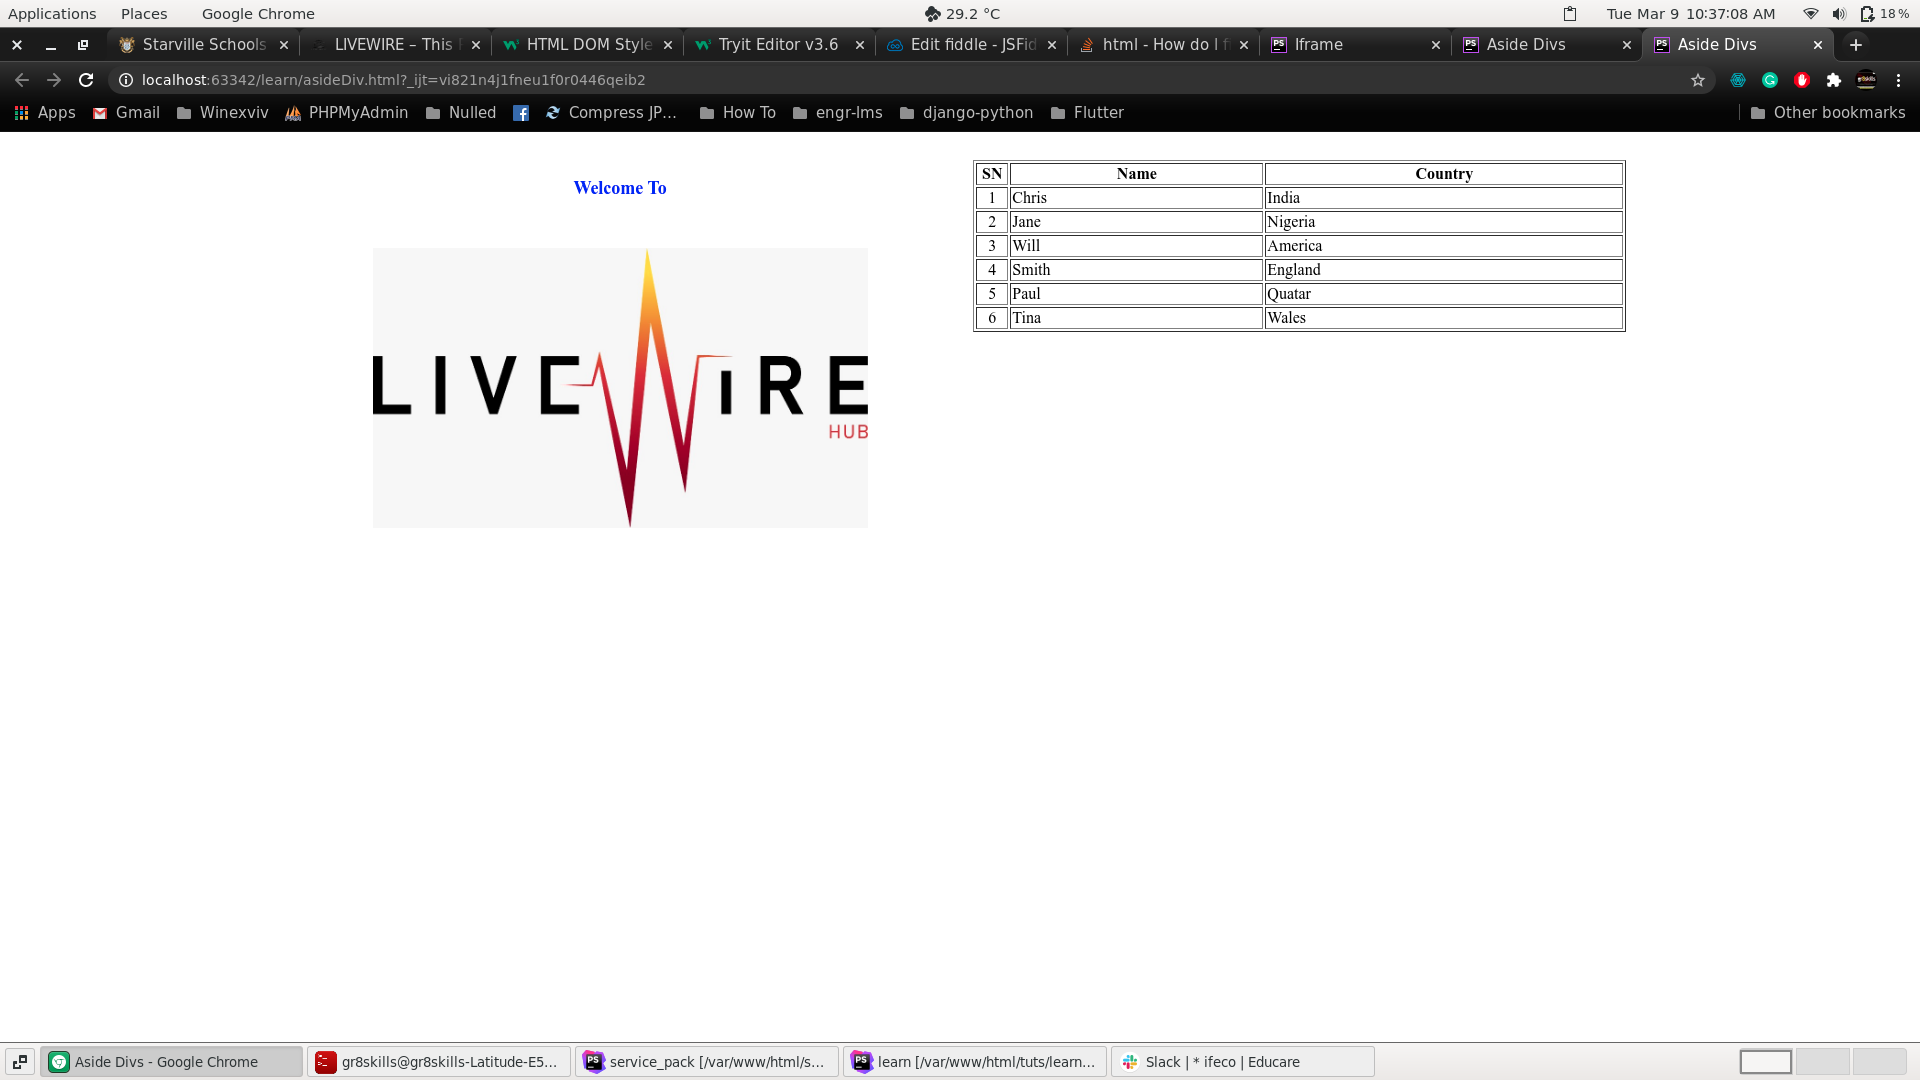 Applications Places Google Chrome 29.2 °C Tue Mar 9 10:37:08 AM 18%
Starville Schools LIVEWIRE – This HTML DOM Style Tryit Editor v3.6 Edit fiddle - JSFid html - How do I Iframe Aside Divs Aside Divs
localhost:63342/learn/asideDiv.html?_ijt=vi821n4j1fneu1f0r0446qeib2
Apps Gmail Winexviv PHPMyAdmin Nulled Compress JP... How To engr-lms django-python Flutter Other bookmarks
Welcome To
LIVEWIRE
HUB
SN Name Country
1 Chris India
2 Jane Nigeria
3 Will America
4 Smith England
5 Paul Quatar
6 Tina Wales
Aside Divs - Google Chrome gr8skills@gr8skills-Latitude-E5... service_pack [/var/www/html/s... learn [/var/www/html/tuts/learn... Slack | * ifeco | Educare